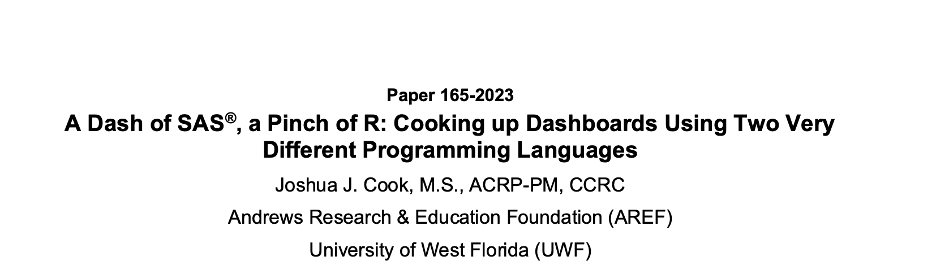 Paper 165-2023
A Dash of SAS®, a Pinch of R: Cooking up Dashboards Using Two Very
Different Programming Languages
Joshua J. Cook, M.S., ACRP-PM, CCRC
Andrews Research & Education Foundation (AREF)
University of West Florida (UWF)